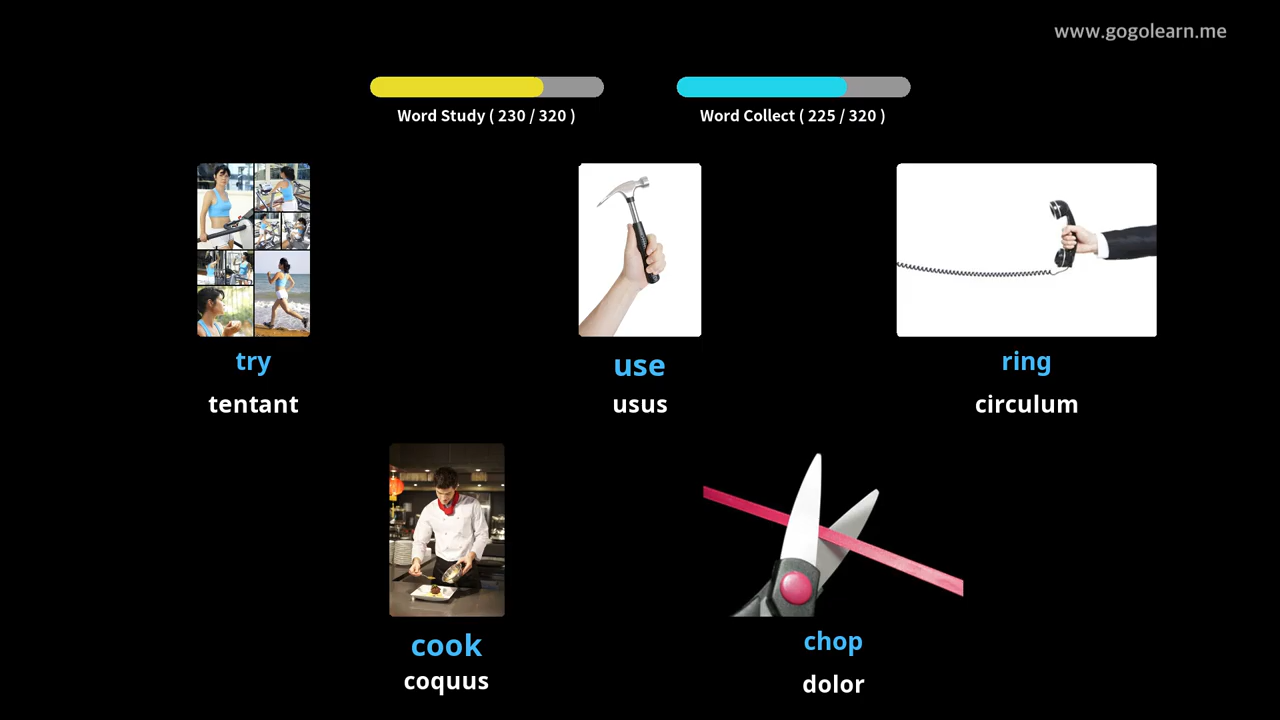 www.gogolearn.me
Word Study ( 230 / 320 )
Word Collect ( 225 / 320 )
try
tentant
use
usus
ring
circulum
cook
coquus
chop
dolor